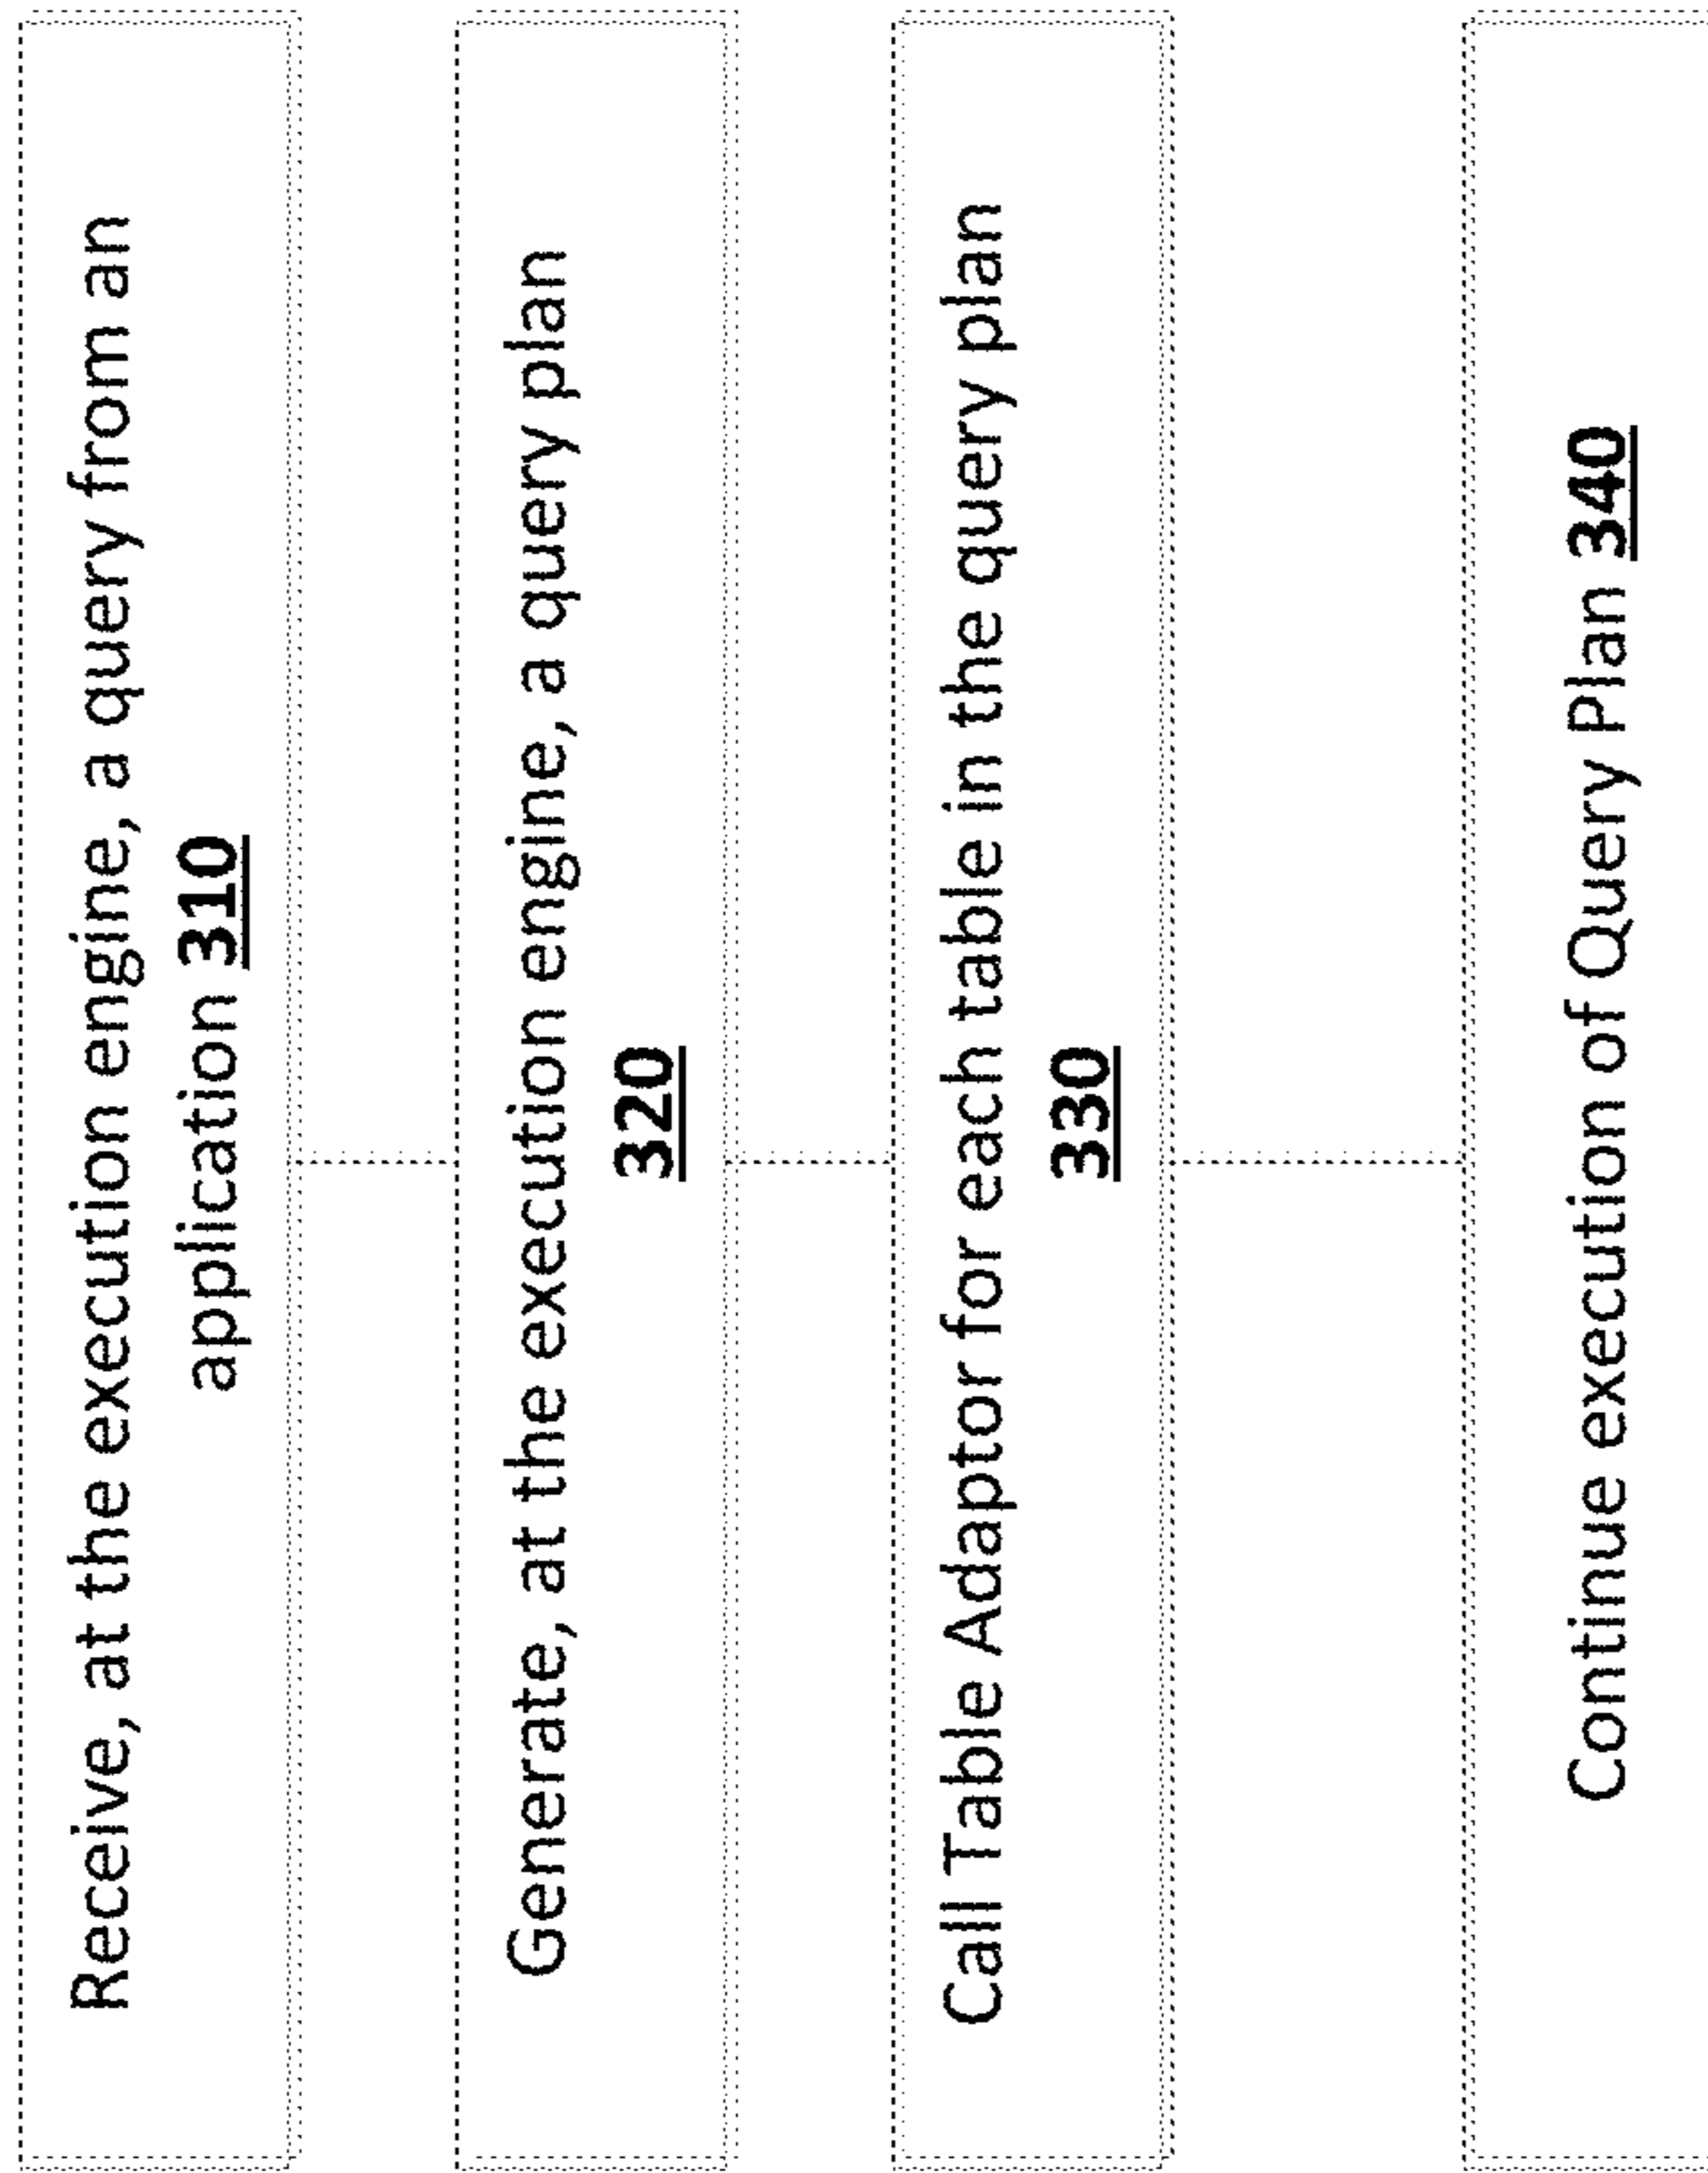 Receive, at the execution engine, a query from an
application 310
Generate, at the execution engine, a query plan
320
Call Table Adaptor for each table in the query plan
330
Continue execution of Query Plan 340